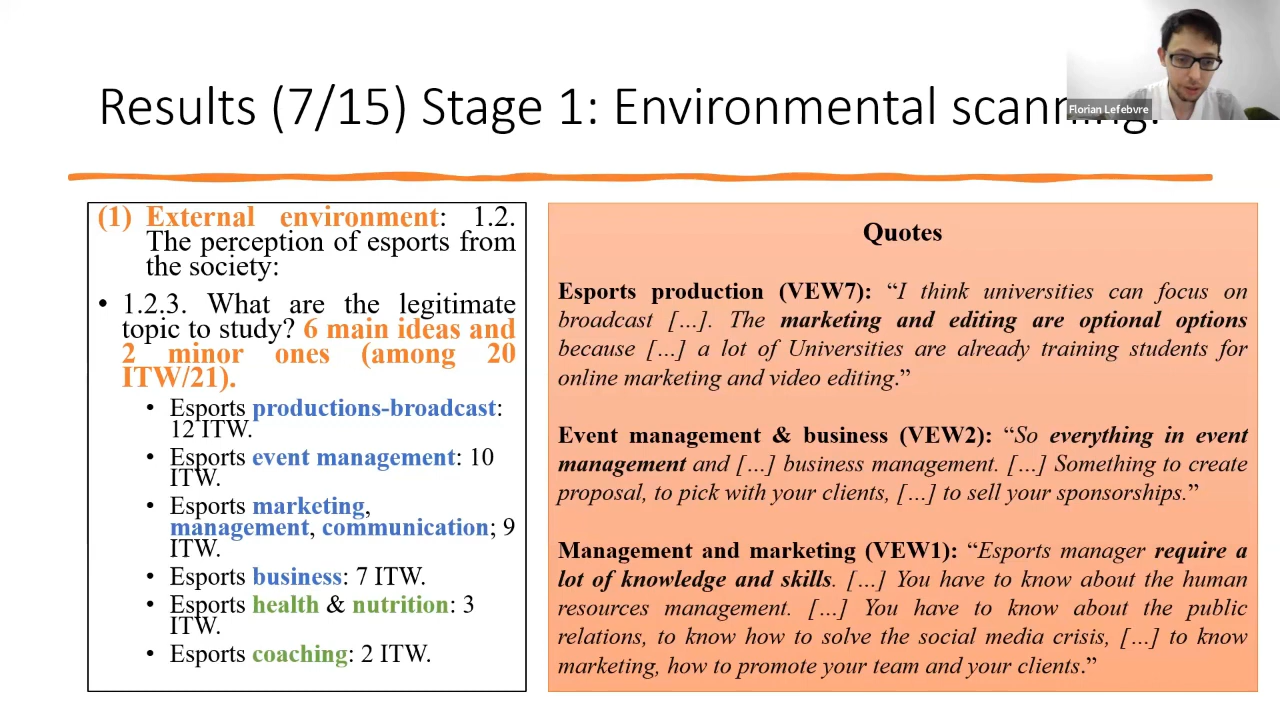 Results (7/15) Stage 1: Environmental scanning.
Florian Lefebvre
(1) External environment: 1.2.
The perception of esports from
the society:
• 1.2.3. What are the legitimate
topic to study? 6 main ideas and
2 minor ones (among 20
ITW/21).
• Esports productions-broadcast:
12 ITW.
• Esports event management: 10
ITW.
• Esports marketing,
management, communication; 9
ITW.
• Esports business: 7 ITW.
• Esports health & nutrition: 3
ITW.
• Esports coaching: 2 ITW.
Quotes
Esports production (VEW7): “I think universities can focus on
broadcast […]. The marketing and editing are optional options
because […] a lot of Universities are already training students for
online marketing and video editing.”
Event management & business (VEW2): “So everything in event
management and […] business management. […] Something to create
proposal, to pick with your clients, […] to sell your sponsorships.”
Management and marketing (VEW1): “Esports manager require a
lot of knowledge and skills. […] You have to know about the human
resources management. […] You have to know about the public
relations, to know how to solve the social media crisis, […] to know
marketing, how to promote your team and your clients.”